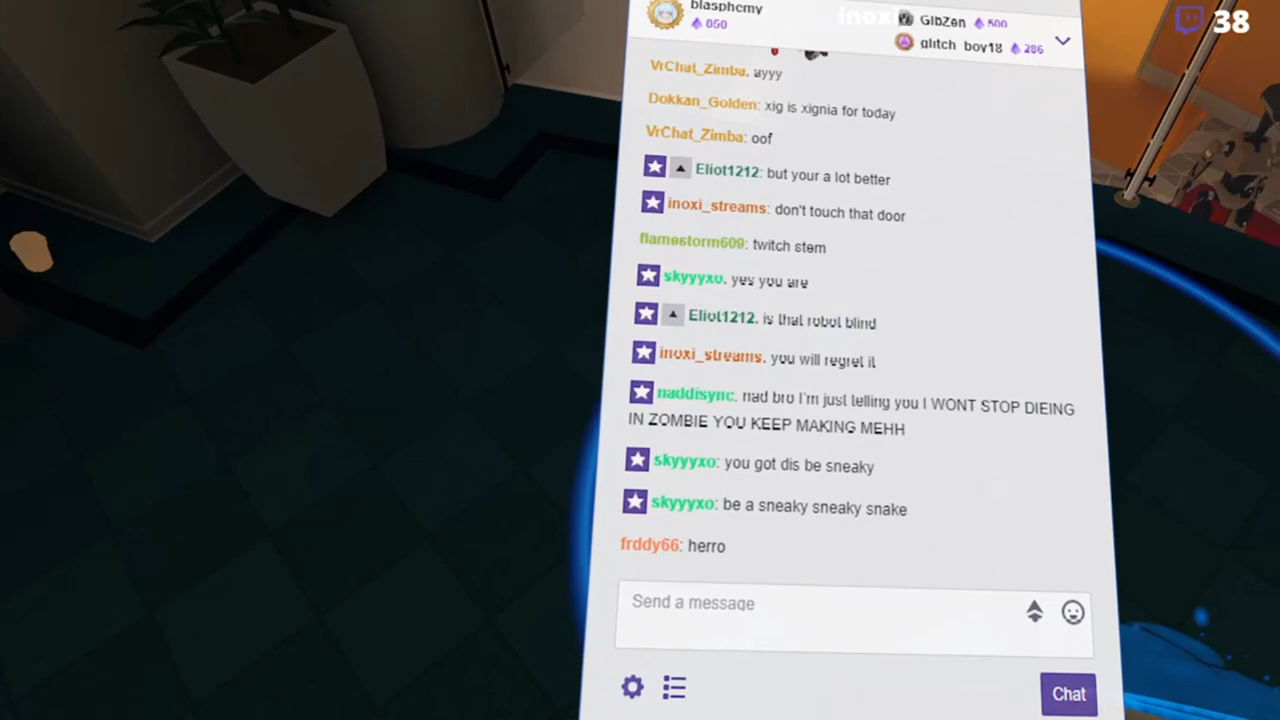 blasphemy
850
inoxi
GlbZen 500
38
glitch_boy18 286
VrChat_Zimba: ayyy
Dokkan_Golden: xig is xignia for today
VrChat_Zimba: oof
Eliot1212: but your a lot better
inoxi_streams: don't touch that door
flamestorm609: twitch stem
skyyyxo: yes you are
Eliot1212: is that robot blind
inoxi_streams: you will regret it
naddisync: nad bro I'm just telling you I WONT STOP DIEING
IN ZOMBIE YOU KEEP MAKING MEHH
skyyyxo: you got dis be sneaky
skyyyxo: be a sneaky sneaky snake
frddy66: herro
Send a message
Chat